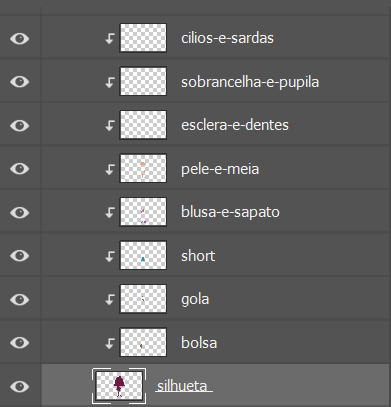 cilios-e-sardas
sobrancelha-e-pupila
esclera-e-dentes
pele-e-meia
blusa-e-sapato
short
gola
bolsa
silhueta